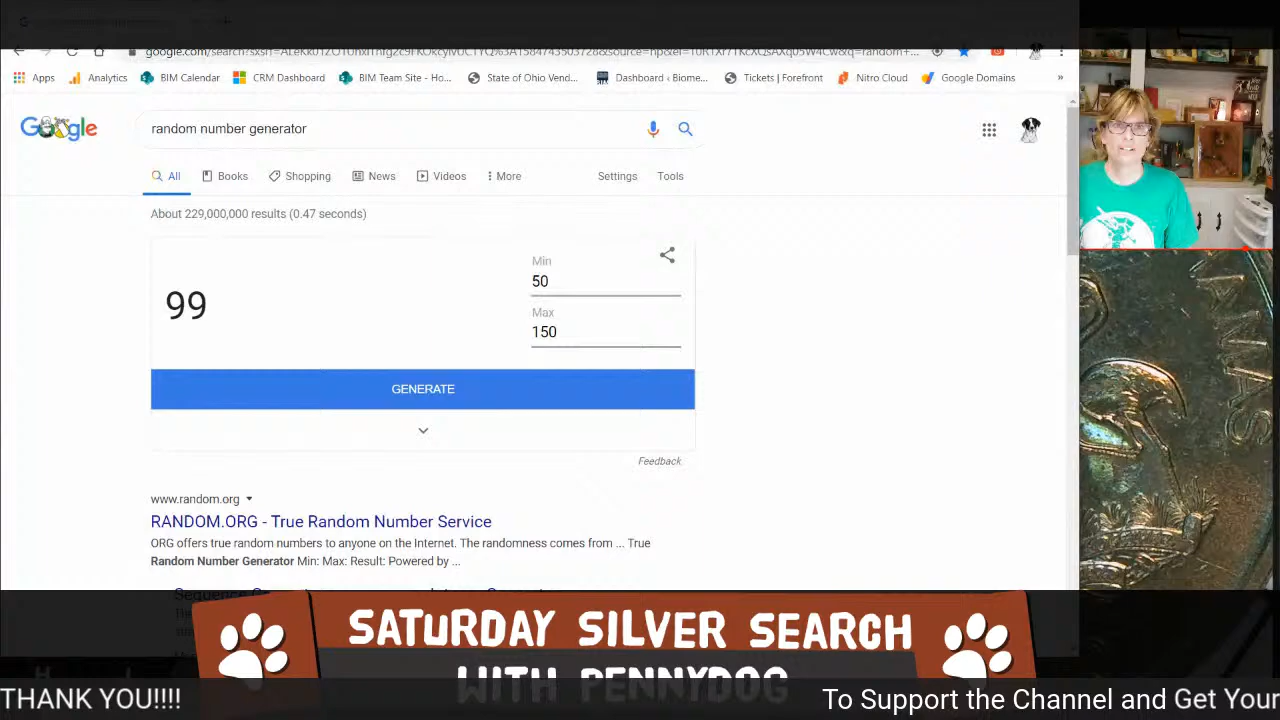 Apps Analytics BIM Calendar CRM Dashboard BIM Team Site - Ho... State of Ohio Vend... Dashboard ‹ Biome... Tickets | Forefront Nitro Cloud Google Domains »
Google
random number generator
All Books Shopping News Videos More Settings Tools
About 229,000,000 results (0.47 seconds)
Min
50
99
Max
150
GENERATE
Feedback
www.random.org
RANDOM.ORG - True Random Number Service
ORG offers true random numbers to anyone on the Internet. The randomness comes from ... True
Random Number Generator Min: Max: Result: Powered by ...
ANAS
SATURDAY SILVER SEARCH
WITH PENNYDOG
THANK YOU!!!! To Support the Channel and Get Your